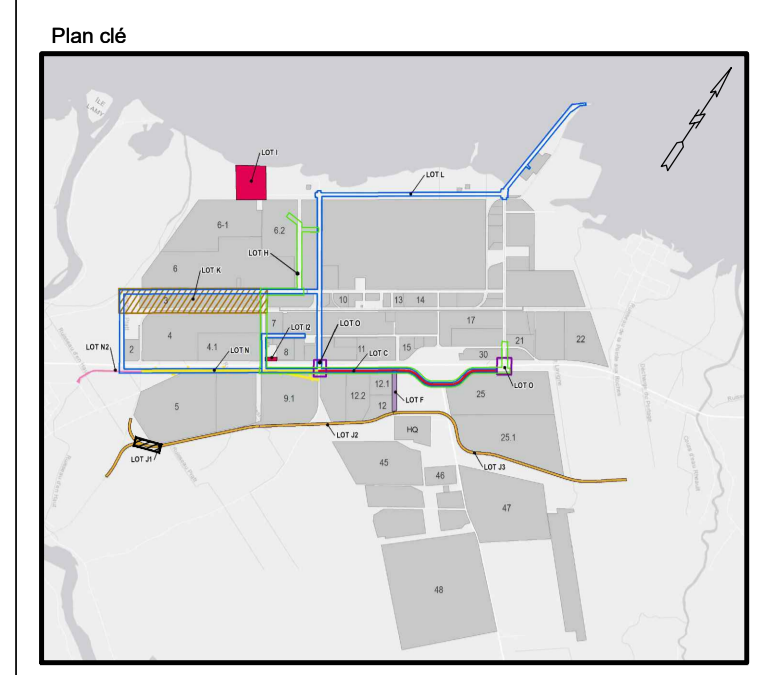 Plan clé
ÎLE
LAMY
LOT I
LOT L
6-1
6.2
LOT H
6
LOT K
3
10
13
14
17
7
LOT I2
LOT O
4
2
4.1
LOT N
8
11
LOT C
15
21
22
30
LOT N2
LOT O
5
9.1
12.1
12.2
12
LOT F
25
HQ
25.1
LOT J2
LOT J1
LOT J3
45
46
47
48